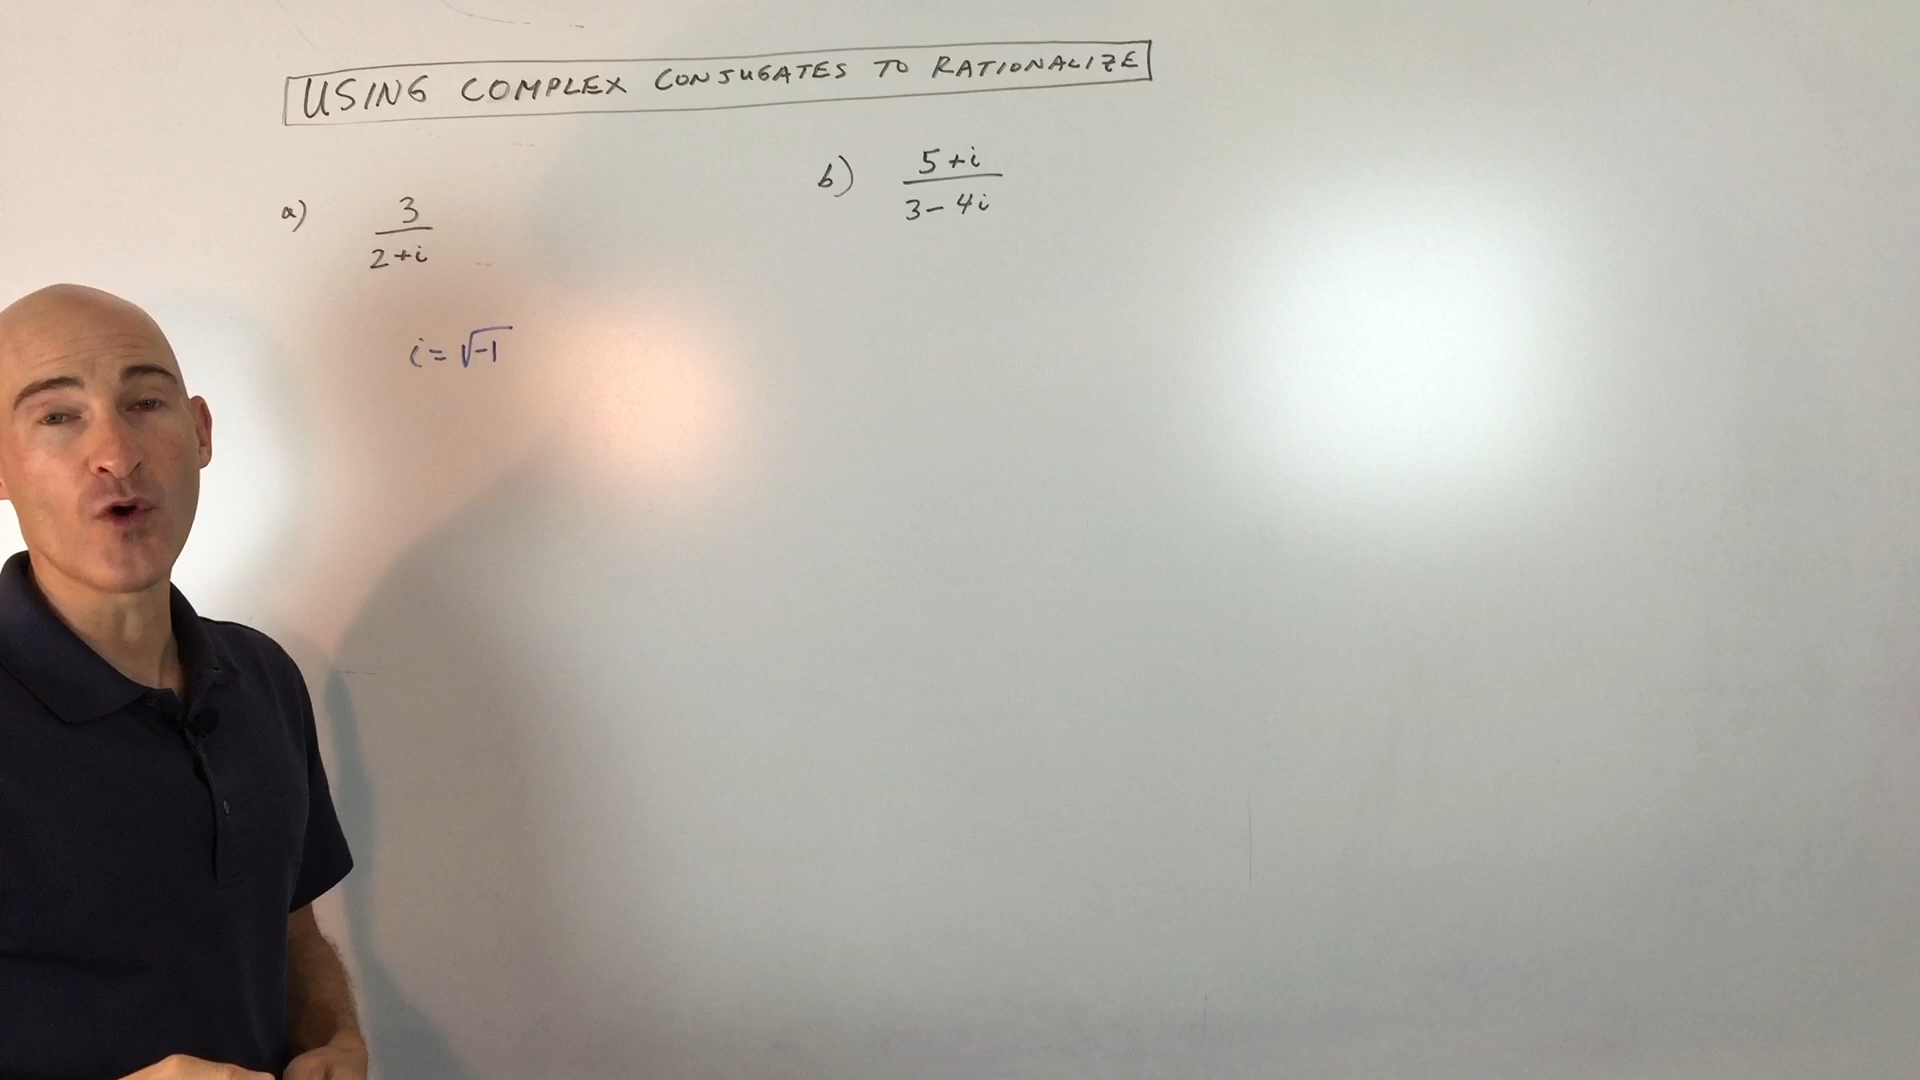 USING COMPLEX CONJUGATES TO RATIONALIZE
a) 3
2+i
i = √-1
b) 5+i
3-4i